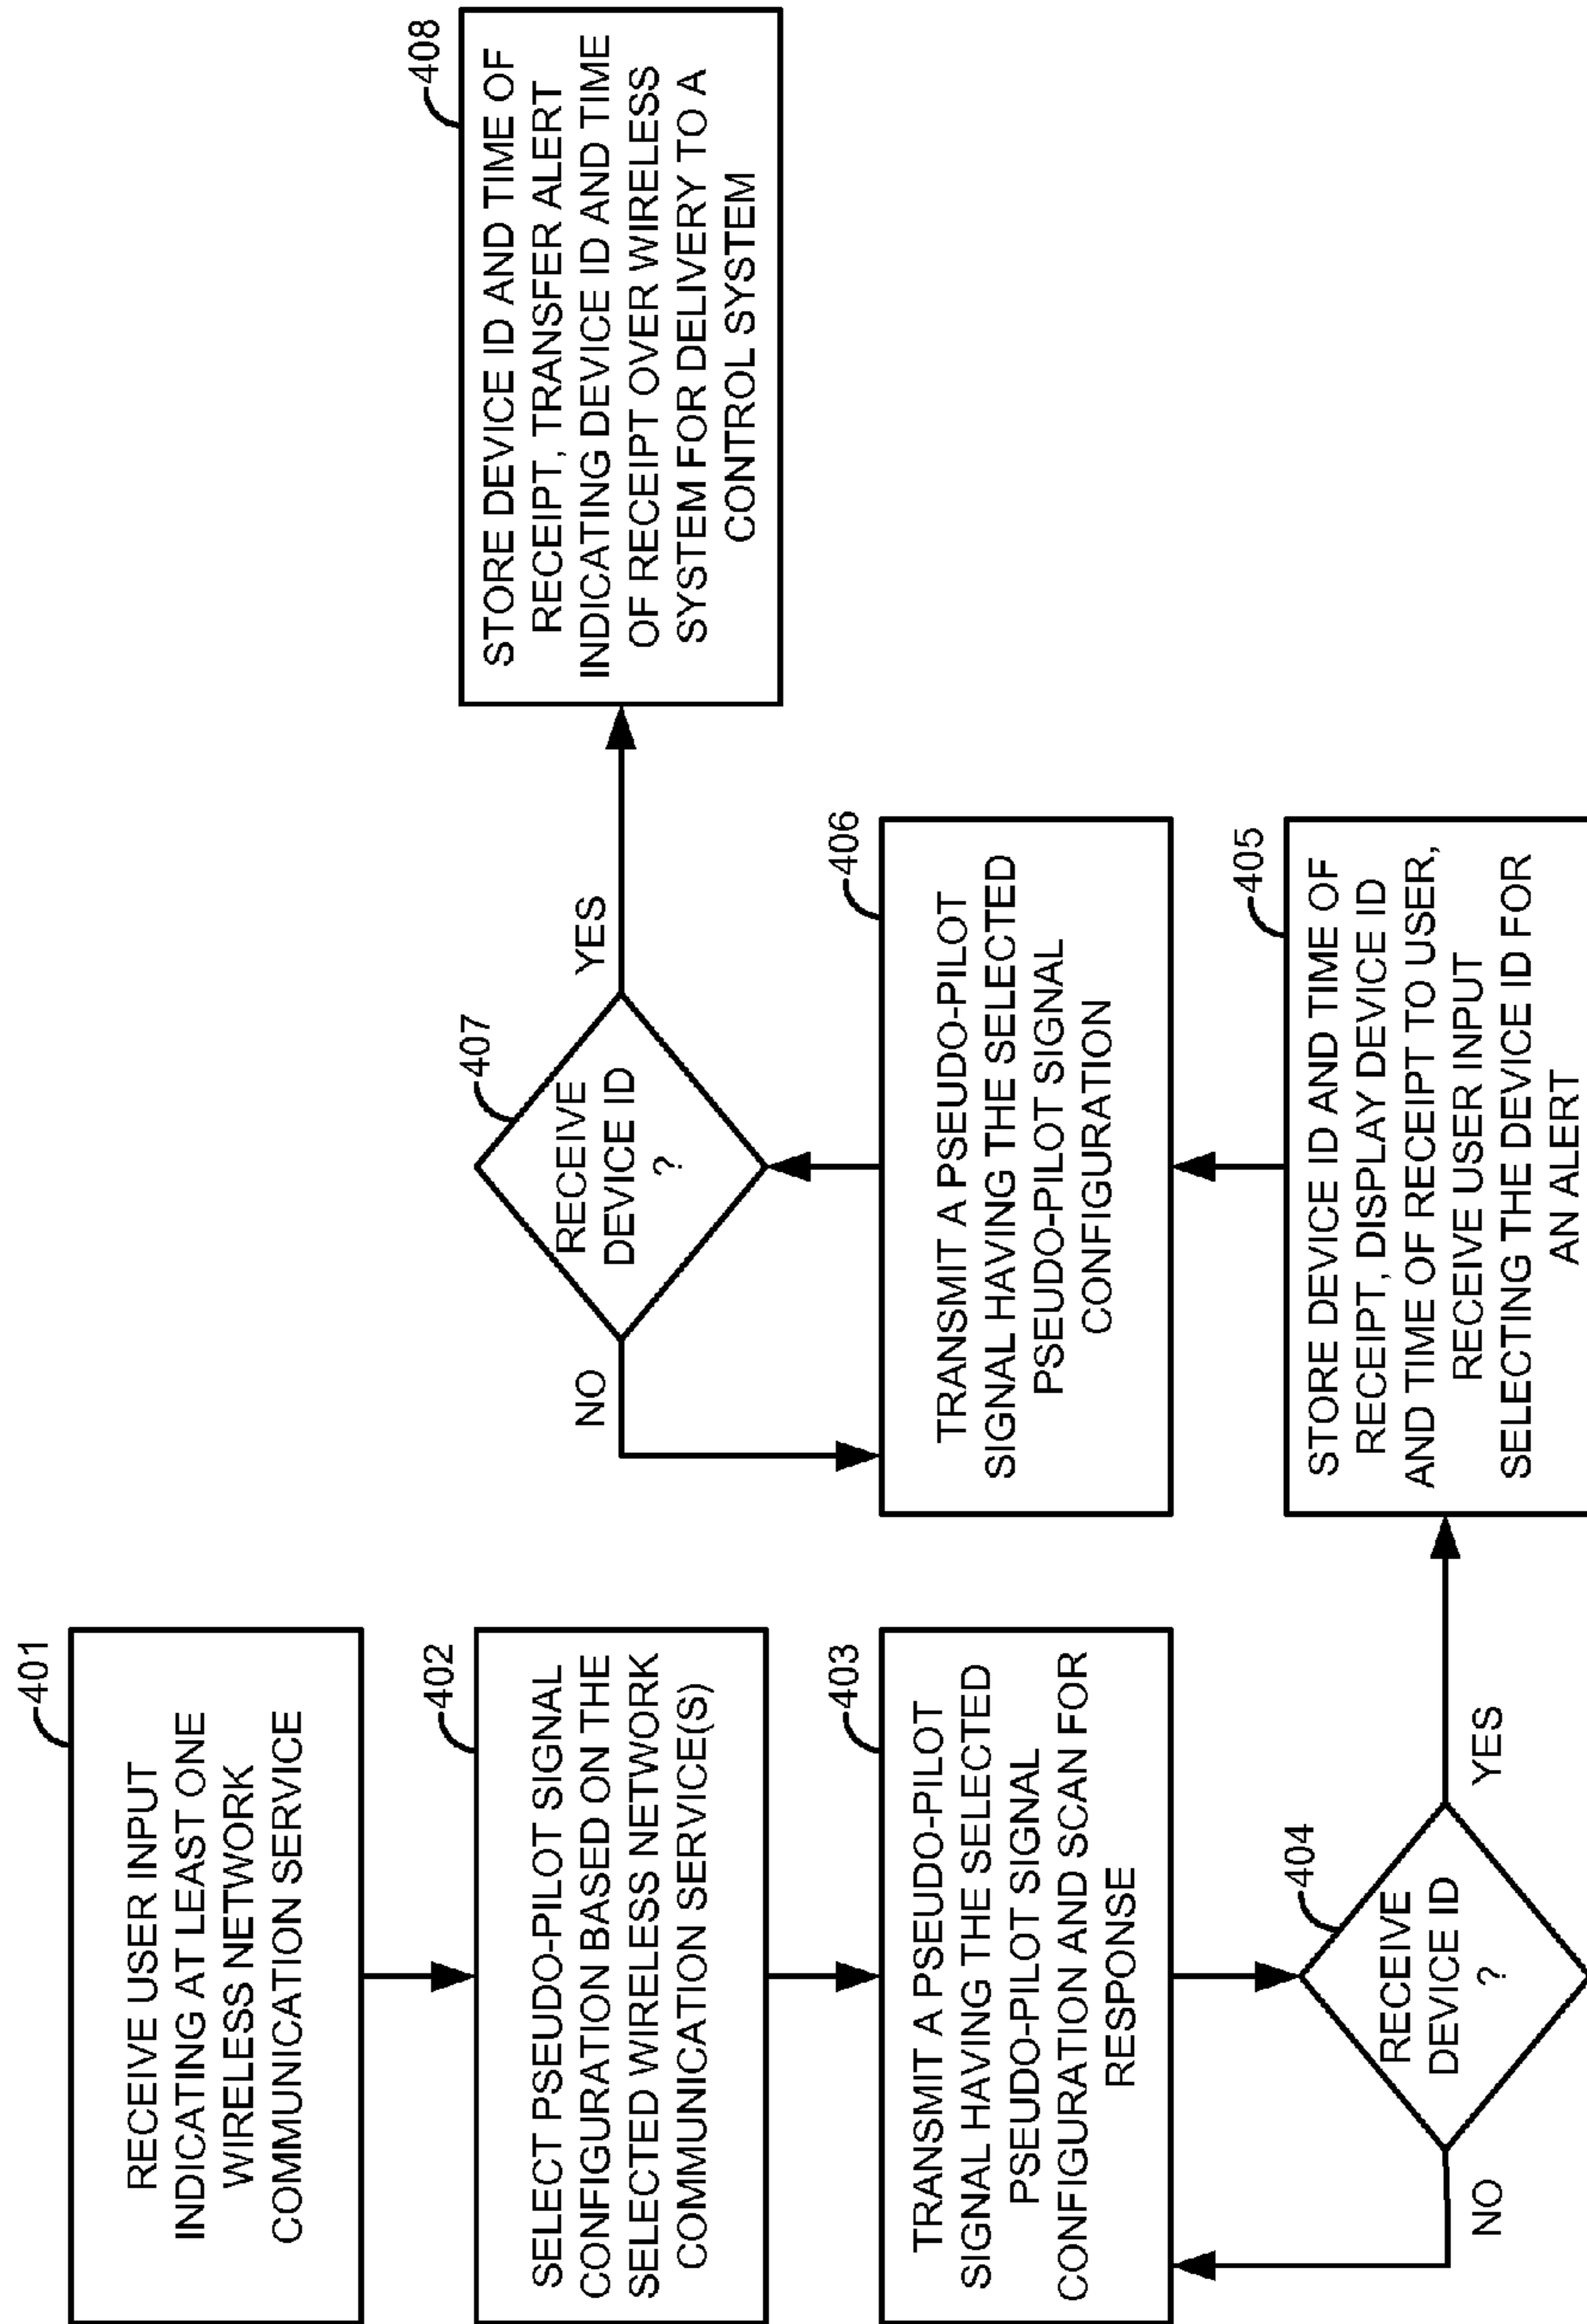 401
RECEIVE USER INPUT
INDICATING AT LEAST ONE
WIRELESS NETWORK
COMMUNICATION SERVICE
402
SELECT PSEUDO-PILOT SIGNAL
CONFIGURATION BASED ON THE
SELECTED WIRELESS NETWORK
COMMUNICATION SERVICE(S)
403
TRANSMIT A PSEUDO-PILOT
SIGNAL HAVING THE SELECTED
PSEUDO-PILOT SIGNAL
CONFIGURATION AND SCAN FOR
RESPONSE
404
RECEIVE
DEVICE ID
?
NO
YES
405
STORE DEVICE ID AND TIME OF
RECEIPT, DISPLAY DEVICE ID
AND TIME OF RECEIPT TO USER,
RECEIVE USER INPUT
SELECTING THE DEVICE ID FOR
AN ALERT
406
TRANSMIT A PSEUDO-PILOT
SIGNAL HAVING THE SELECTED
PSEUDO-PILOT SIGNAL
CONFIGURATION
407
RECEIVE
DEVICE ID
?
NO
YES
408
STORE DEVICE ID AND TIME OF
RECEIPT, TRANSFER ALERT
INDICATING DEVICE ID AND TIME
OF RECEIPT OVER WIRELESS
SYSTEM FOR DELIVERY TO A
CONTROL SYSTEM